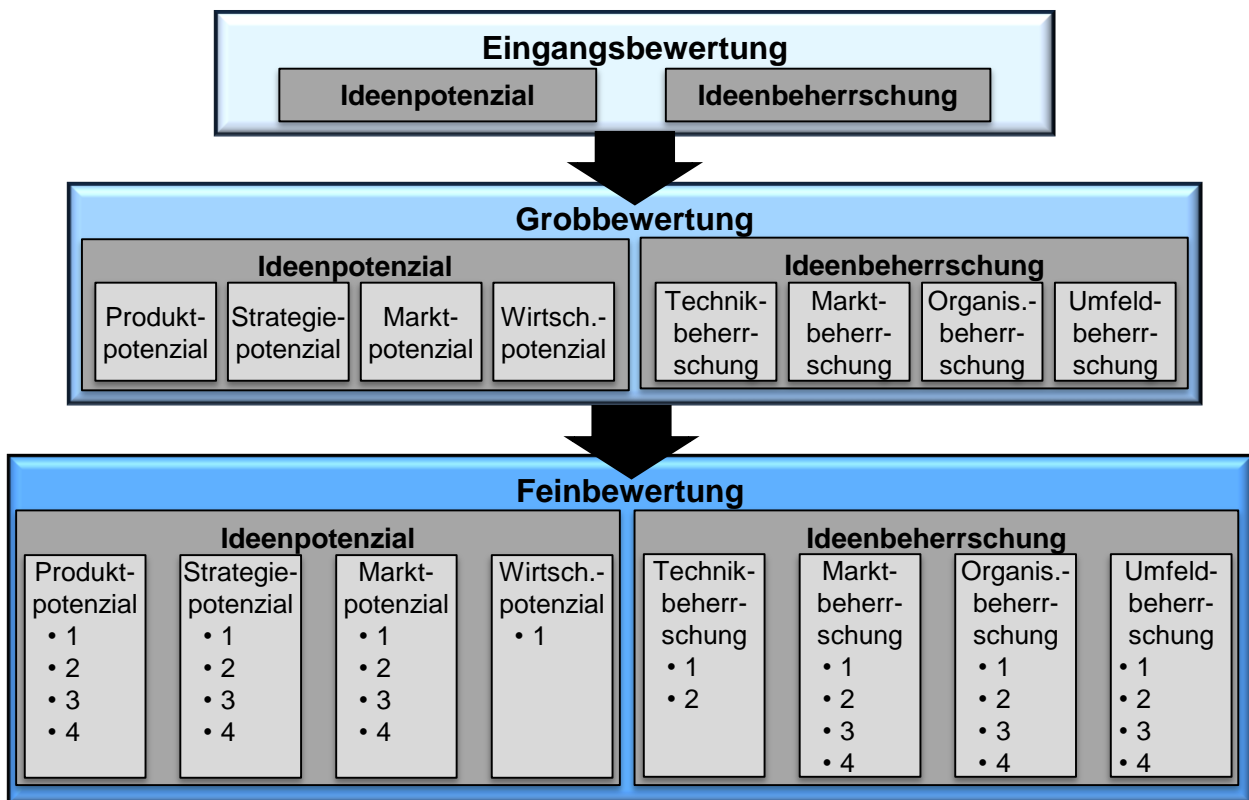 Eingangsbewertung
Ideenpotenzial
Ideenbeherrschung
Grobbewertung
Ideenpotenzial
Produkt-
potenzial
Strategie-
potenzial
Markt-
potenzial
Wirtsch.-
potenzial
Ideenbeherrschung
Technik-
beherr-
schung
Markt-
beherr-
schung
Organis.-
beherr-
schung
Umfeld-
beherr-
schung
Feinbewertung
Ideenpotenzial
Produkt-
potenzial
• 1
• 2
• 3
• 4
Strategie-
potenzial
• 1
• 2
• 3
• 4
Markt-
potenzial
• 1
• 2
• 3
• 4
Wirtsch.-
potenzial
• 1
Ideenbeherrschung
Technik-
beherr-
schung
• 1
• 2
Markt-
beherr-
schung
• 1
• 2
• 3
• 4
Organis.-
beherr-
schung
• 1
• 2
• 3
• 4
Umfeld-
beherr-
schung
• 1
• 2
• 3
• 4